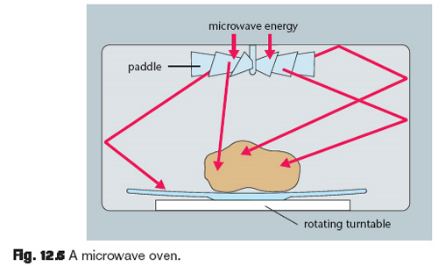 microwave energy
paddle
rotating turntable
Fig. 12.6 A microwave oven.